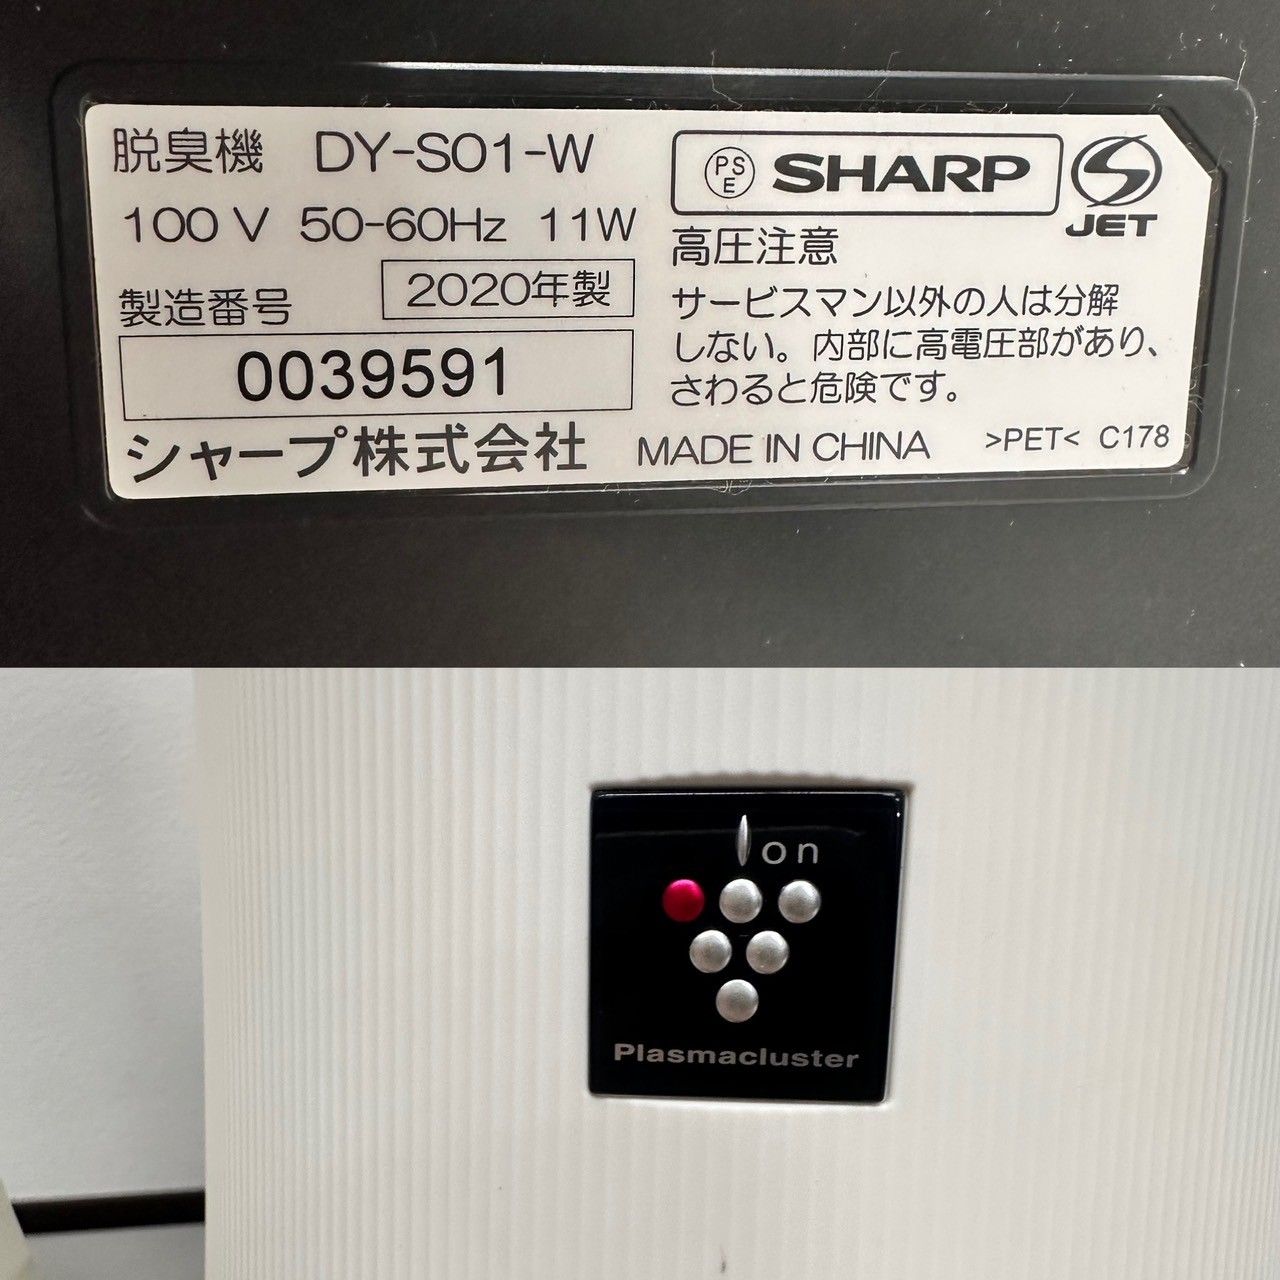 脱臭機 DY-S01-W
100V 50-60Hz 11W
製造番号 2020年製
0039591
シャープ株式会社
PSE SHARP
JET
高圧注意
サービスマン以外の人は分解
しない。内部に高電圧部があり、
さわると危険です。
MADE IN CHINA >PET< C178
Ion
Plasmacluster